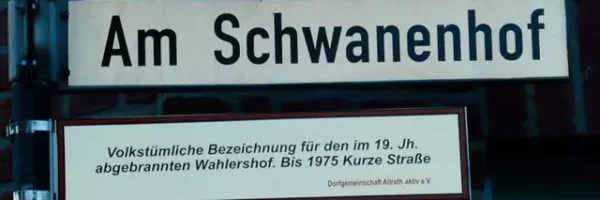 Am Schwanenhof
Volkstümliche Bezeichnung für den im 19. Jh.
abgebrannten Wahlershof. Bis 1975 Kurze Straße
Dorfgemeinschaft Allrath aktiv e.V.